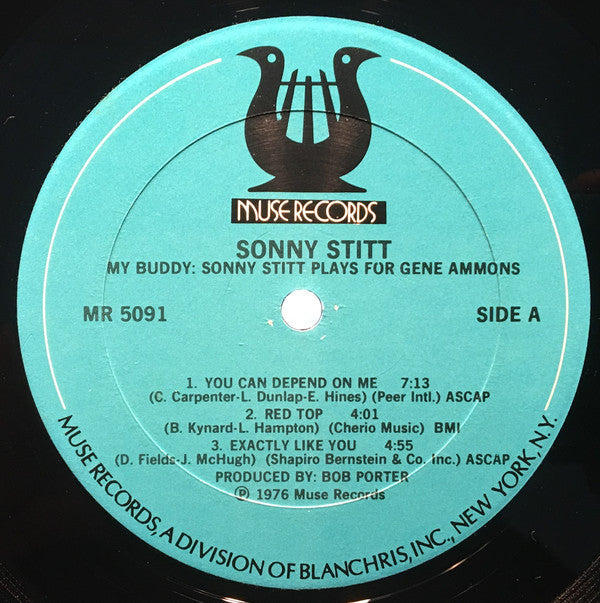 MUSE RECORDS
SONNY STITT
MY BUDDY: SONNY STITT PLAYS FOR GENE AMMONS
MR 5091
SIDE A
1. YOU CAN DEPEND ON ME 7:13
(C. Carpenter-L. Dunlap-E. Hines) (Peer Intl.) ASCAP
2. RED TOP 4:01
(B. Kynard-L. Hampton) (Cherio Music) BMI
3. EXACTLY LIKE YOU 4:55
(D. Fields-J. McHugh) (Shapiro Bernstein & Co. Inc.) ASCAP
PRODUCED BY: BOB PORTER
℗ 1976 Muse Records
MUSE RECORDS, A DIVISION OF BLANCHRIS, INC., NEW YORK, N.Y.